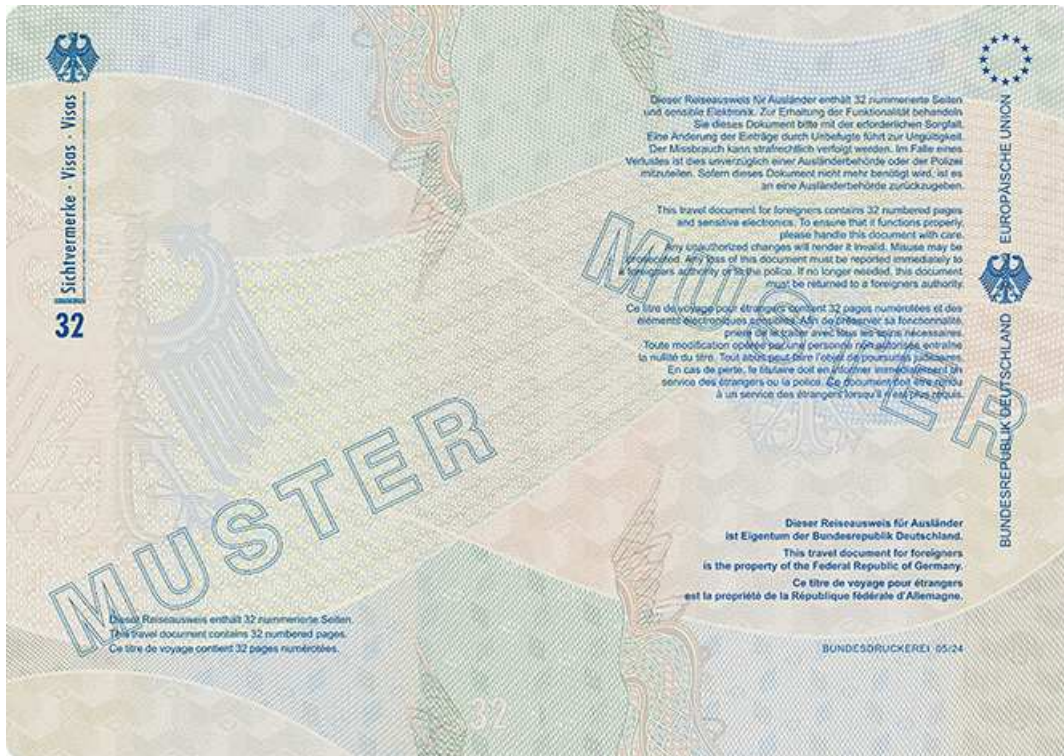 Sichtvermerke · Visas · Visas
32
MUSTER
Dieser Reiseausweis enthält 32 nummerierte Seiten.
This travel document contains 32 numbered pages.
Ce titre de voyage contient 32 pages numérotées.
32
Dieser Reiseausweis für Ausländer enthält 32 nummerierte Seiten
und sensible Elektronik. Zur Erhaltung der Funktionalität behandeln
Sie dieses Dokument bitte mit der erforderlichen Sorgfalt.
Eine Änderung der Einträge durch Unbefugte führt zur Ungültigkeit.
Der Missbrauch kann strafrechtlich verfolgt werden. Im Falle eines
Verlustes ist dies unverzüglich einer Ausländerbehörde oder der Polizei
mitzuteilen. Sofern dieses Dokument nicht mehr benötigt wird, ist es
an eine Ausländerbehörde zurückzugeben.
This travel document for foreigners contains 32 numbered pages
and sensitive electronics. To ensure that it functions properly,
please handle this document with care.
Any unauthorized changes will render it invalid. Misuse may be
prosecuted. Any loss of this document must be reported immediately to
a foreigners authority or to the police. If no longer needed, this document
must be returned to a foreigners authority.
Ce titre de voyage pour étrangers contient 32 pages numérotées et des
éléments électroniques sensibles. Afin de préserver sa fonctionnalité,
prière de le traiter avec tous les soins nécessaires.
Toute modification opérée par une personne non autorisée entraîne
la nullité du titre. Tout abus peut faire l'objet de poursuites judiciaires.
En cas de perte, le titulaire doit en informer immédiatement un
service des étrangers ou la police. Ce document doit être rendu
à un service des étrangers lorsqu'il n'est plus requis.
MUSTER
Dieser Reiseausweis für Ausländer
ist Eigentum der Bundesrepublik Deutschland.
This travel document for foreigners
is the property of the Federal Republic of Germany.
Ce titre de voyage pour étrangers
est la propriété de la République fédérale d'Allemagne.
BUNDESDRUCKEREI 05/24
BUNDESREPUBLIK DEUTSCHLAND EUROPÄISCHE UNION